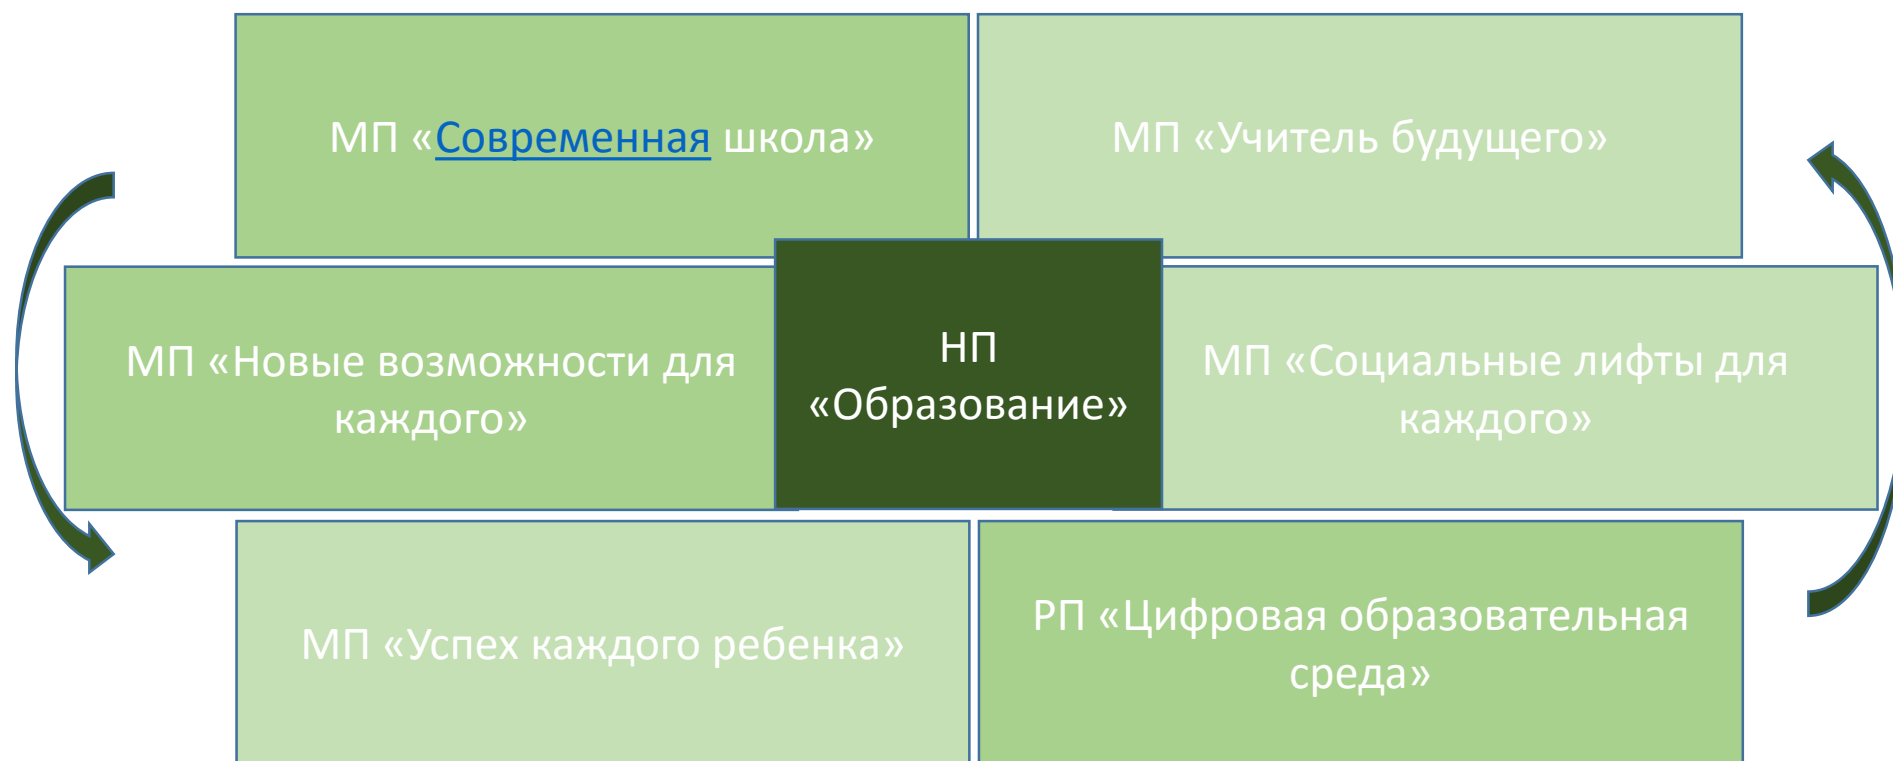 МП «Современная школа»
МП «Учитель будущего»
МП «Новые возможности для
каждого»
НП
«Образование»
МП «Социальные лифты для
каждого»
МП «Успех каждого ребенка»
РП «Цифровая образовательная
среда»